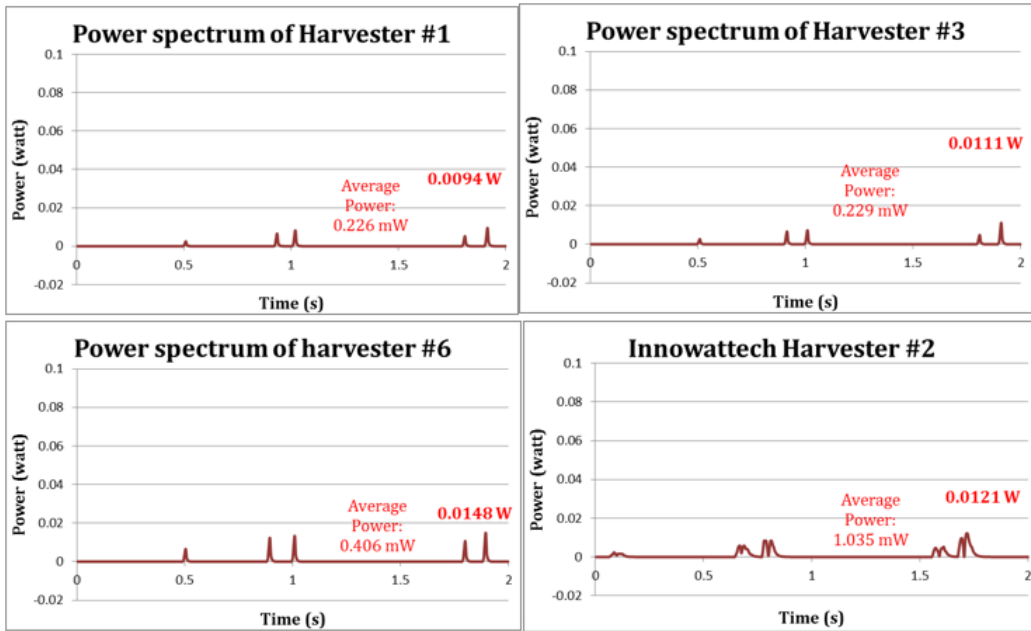 Power spectrum of Harvester #1
0.1
0.08
0.06
0.04
0.02
0
-0.02
Power (watt)
0.0094 W
Average
Power:
0.226 mW
0
0.5
1
1.5
2
Time (s)
Power spectrum of Harvester #3
0.1
0.08
0.06
0.04
0.02
0
-0.02
Power (watt)
0.0111 W
Average
Power:
0.229 mW
0
0.5
1
1.5
2
Time (s)
Power spectrum of harvester #6
0.1
0.08
0.06
0.04
0.02
0
-0.02
Power (watt)
0.0148 W
Average
Power:
0.406 mW
0
0.5
1
1.5
2
Time (s)
Innowattech Harvester #2
0.1
0.08
0.06
0.04
0.02
0
-0.02
Power (watt)
0.0121 W
Average
Power:
1.035 mW
0
0.5
1
1.5
2
Time (s)